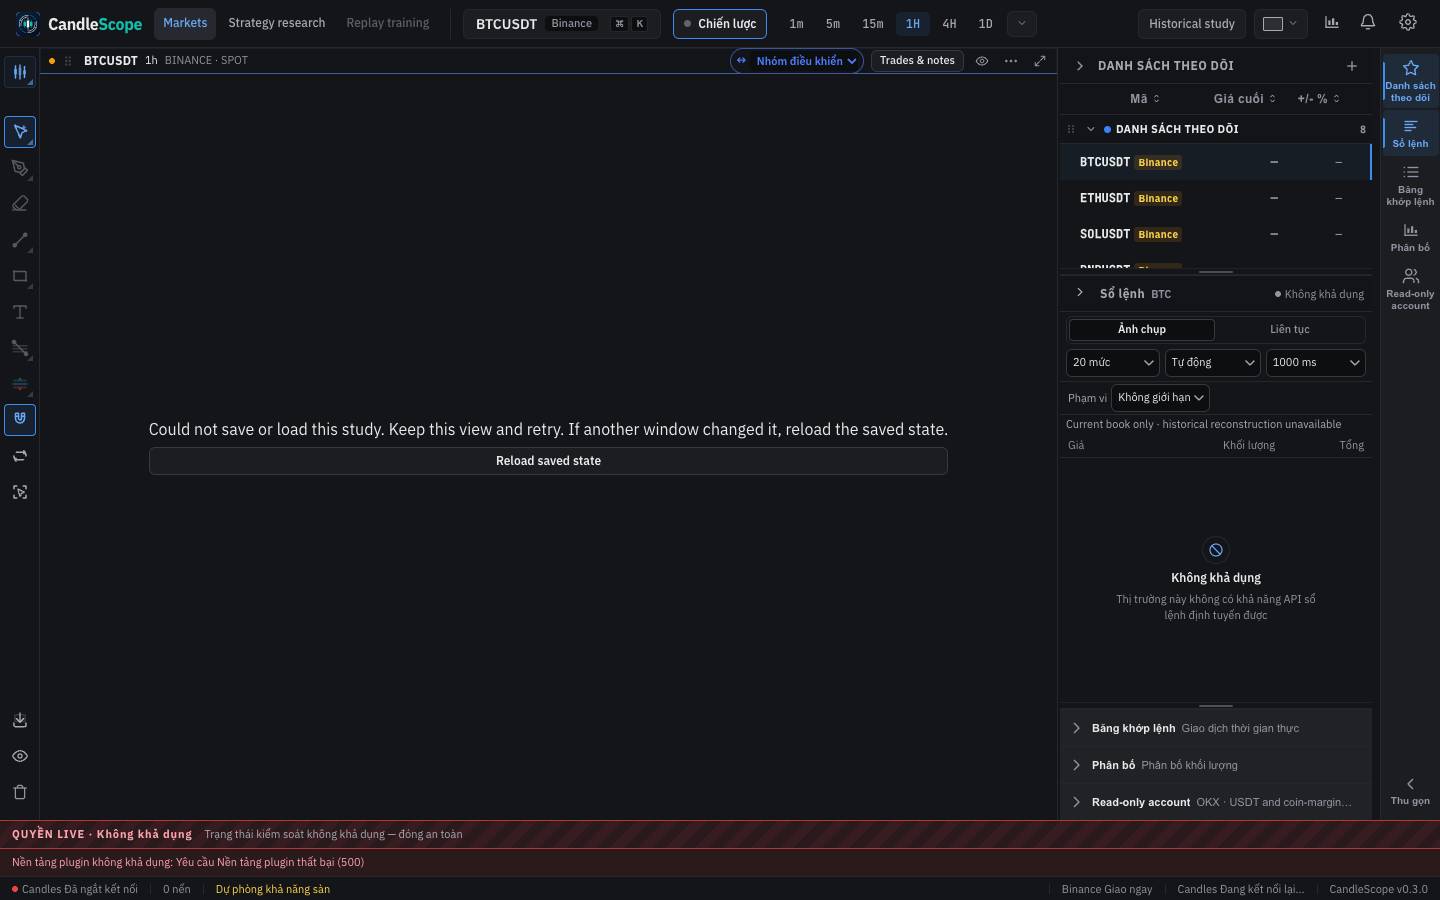 CandleScope
Markets
Strategy research
Replay training
BTCUSDT Binance ⌘ K
Chiến lược
1m 5m 15m 1H 4H 1D
Historical study
BTCUSDT 1h BINANCE · SPOT
Nhóm điều khiển
Trades & notes
Could not save or load this study. Keep this view and retry. If another window changed it, reload the saved state.
Reload saved state
DANH SÁCH THEO DÕI
Mã Giá cuối +/- %
DANH SÁCH THEO DÕI 8
BTCUSDT Binance — —
ETHUSDT Binance — —
SOLUSDT Binance — —
Sổ lệnh BTC Không khả dụng
Ảnh chụp Liên tục
20 mức Tự động 1000 ms
Phạm vi Không giới hạn
Current book only · historical reconstruction unavailable
Giá Khối lượng Tổng
Không khả dụng
Thị trường này không có khả năng API sổ
lệnh định tuyến được
Bảng khớp lệnh Giao dịch thời gian thực
Phân bổ Phân bổ khối lượng
Read-only account OKX · USDT and coin-margin...
Danh sách
theo dõi
Sổ lệnh
Bảng
khớp lệnh
Phân bổ
Read-only
account
Thu gọn
QUYỀN LIVE · Không khả dụng Trạng thái kiểm soát không khả dụng — đóng an toàn
Nền tảng plugin không khả dụng: Yêu cầu Nền tảng plugin thất bại (500)
Candles Đã ngắt kết nối 0 nến Dự phòng khả năng sàn
Binance Giao ngay Candles Đang kết nối lại... CandleScope v0.3.0